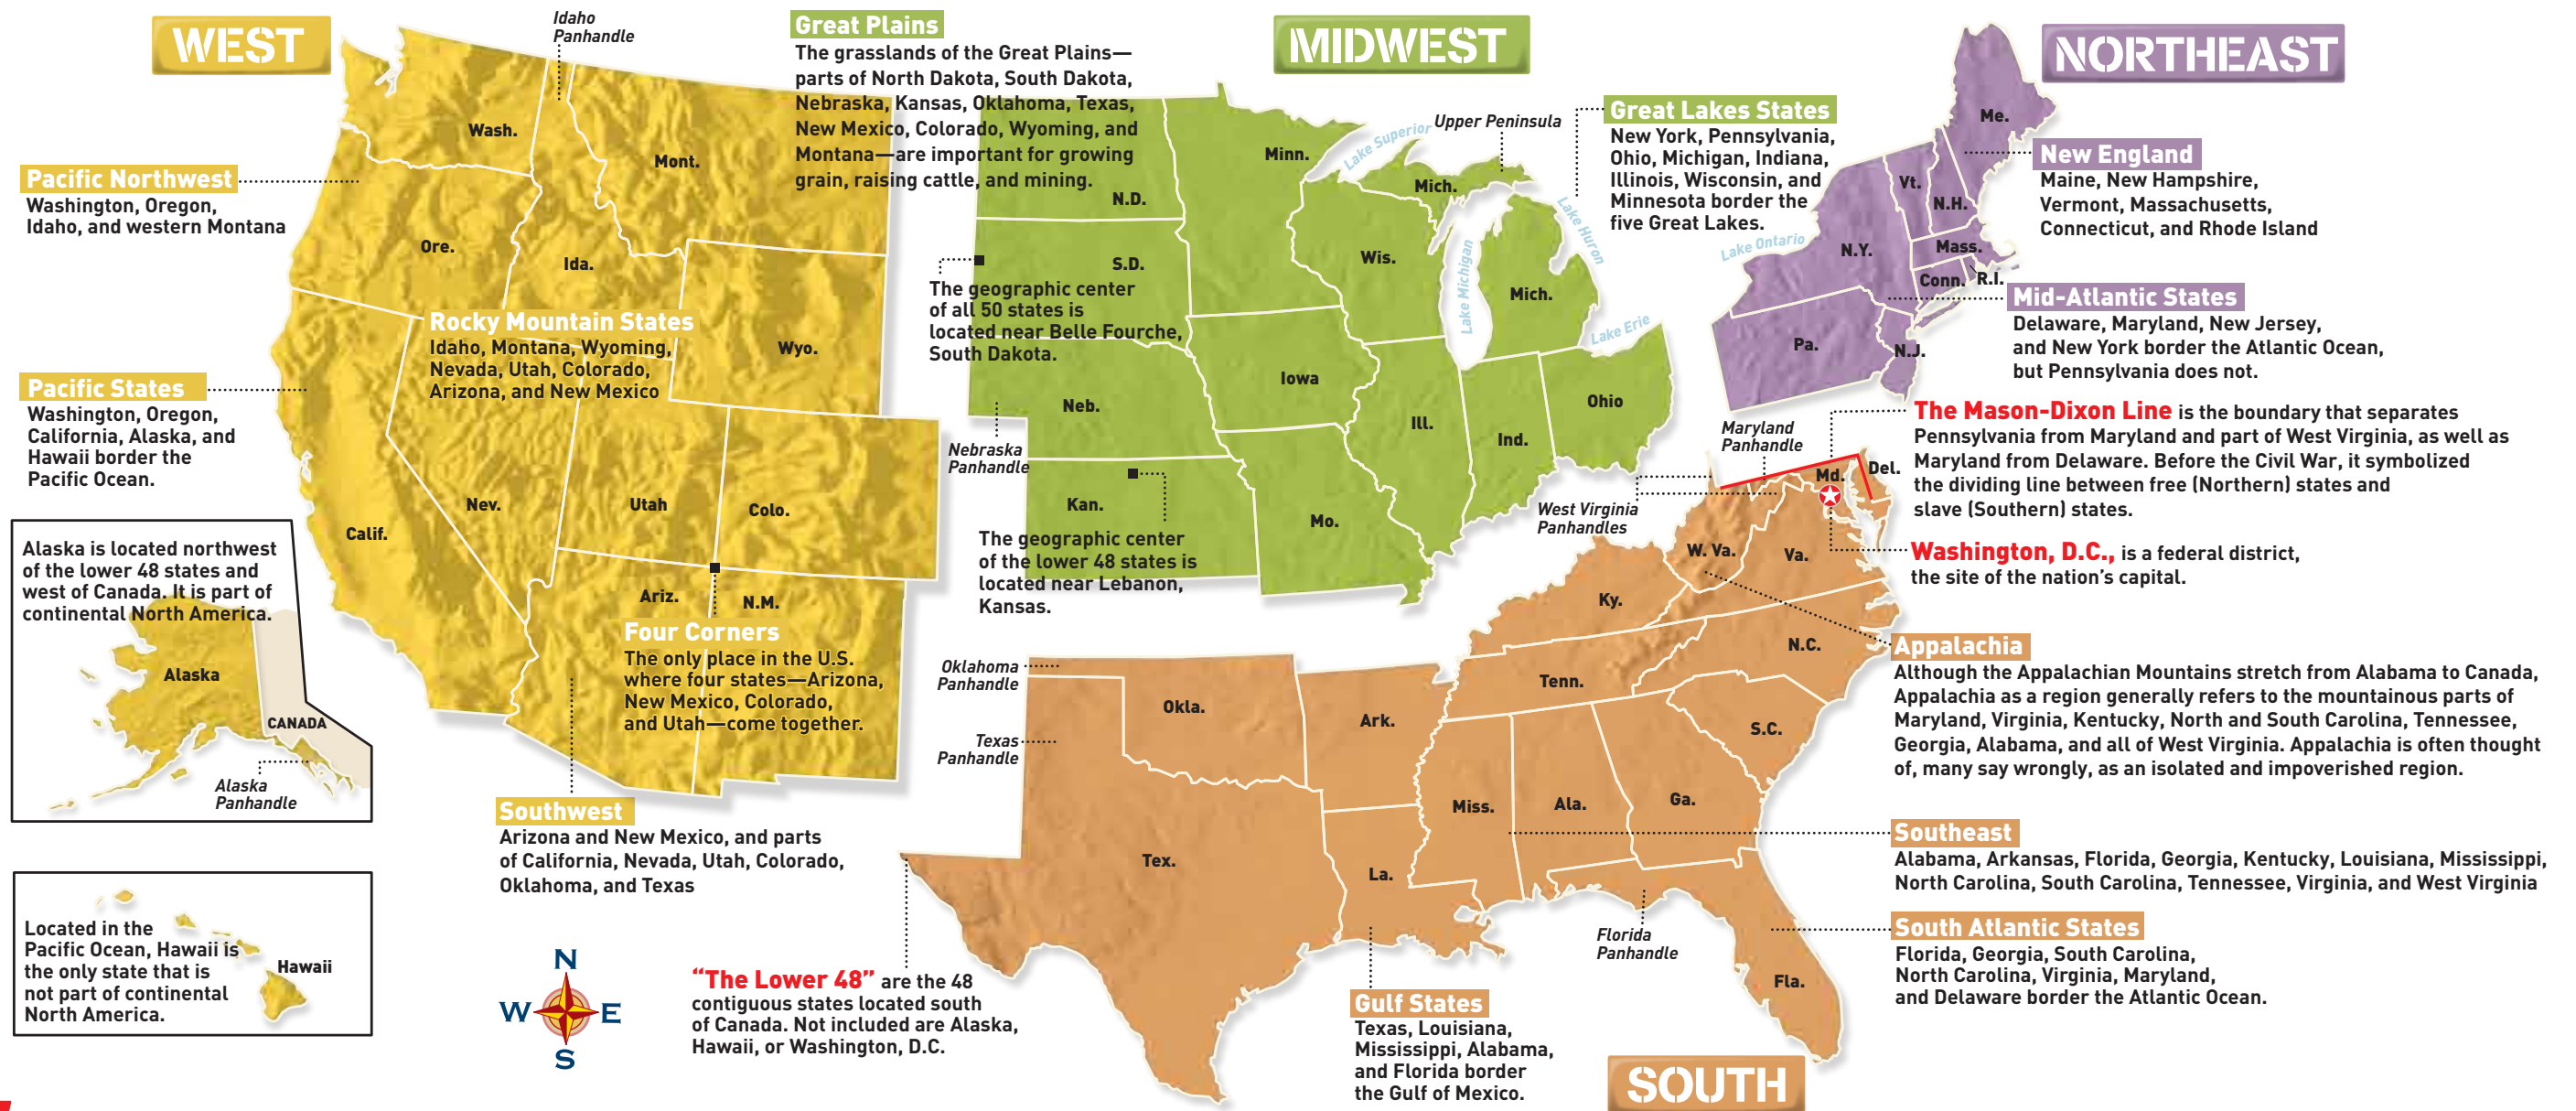 WEST
Idaho
Panhandle
Great Plains
The grasslands of the Great Plains—
parts of North Dakota, South Dakota,
Nebraska, Kansas, Oklahoma, Texas,
New Mexico, Colorado, Wyoming, and
Montana—are important for growing
grain, raising cattle, and mining.
MIDWEST
NORTHEAST
Wash.
Mont.
Pacific Northwest
Washington, Oregon,
Idaho, and western Montana
Ore.
Ida.
Rocky Mountain States
Idaho, Montana, Wyoming,
Nevada, Utah, Colorado,
Arizona, and New Mexico
Wyo.
Pacific States
Washington, Oregon,
California, Alaska, and
Hawaii border the
Pacific Ocean.
Nev.
Utah
Colo.
Calif.
Ariz.
N.M.
Four Corners
The only place in the U.S.
where four states—Arizona,
New Mexico, Colorado,
and Utah—come together.
Alaska is located northwest
of the lower 48 states and
west of Canada. It is part of
continental North America.
Alaska
CANADA
Alaska
Panhandle
Southwest
Arizona and New Mexico, and parts
of California, Nevada, Utah, Colorado,
Oklahoma, and Texas
Located in the
Pacific Ocean, Hawaii is
the only state that is
not part of continental
North America.
Hawaii
N
W
E
S
"The Lower 48" are the 48
contiguous states located south
of Canada. Not included are Alaska,
Hawaii, or Washington, D.C.
N.D.
Minn.
Lake Superior
Upper Peninsula
Mich.
Great Lakes States
New York, Pennsylvania,
Ohio, Michigan, Indiana,
Illinois, Wisconsin, and
Minnesota border the
five Great Lakes.
Lake Huron
S.D.
Wis.
Lake Michigan
Mich.
Lake Erie
The geographic center
of all 50 states is
located near Belle Fourche,
South Dakota.
Iowa
Neb.
Ill.
Ind.
Ohio
Nebraska
Panhandle
Kan.
Mo.
The geographic center
of the lower 48 states is
located near Lebanon,
Kansas.
Me.
New England
Maine, New Hampshire,
Vermont, Massachusetts,
Connecticut, and Rhode Island
Vt.
N.H.
Lake Ontario
N.Y.
Mass.
Conn.
R.I.
Mid-Atlantic States
Delaware, Maryland, New Jersey,
and New York border the Atlantic Ocean,
but Pennsylvania does not.
Pa.
N.J.
The Mason-Dixon Line is the boundary that separates
Pennsylvania from Maryland and part of West Virginia, as well as
Maryland from Delaware. Before the Civil War, it symbolized
the dividing line between free (Northern) states and
slave (Southern) states.
Maryland
Panhandle
Md.
Del.
West Virginia
Panhandles
Washington, D.C., is a federal district,
the site of the nation's capital.
W. Va.
Va.
Ky.
Appalachia
Although the Appalachian Mountains stretch from Alabama to Canada,
Appalachia as a region generally refers to the mountainous parts of
Maryland, Virginia, Kentucky, North and South Carolina, Tennessee,
Georgia, Alabama, and all of West Virginia. Appalachia is often thought
of, many say wrongly, as an isolated and impoverished region.
N.C.
Oklahoma
Panhandle
Tenn.
Okla.
Ark.
S.C.
Texas
Panhandle
Miss.
Ala.
Ga.
Southeast
Alabama, Arkansas, Florida, Georgia, Kentucky, Louisiana, Mississippi,
North Carolina, South Carolina, Tennessee, Virginia, and West Virginia
Tex.
La.
South Atlantic States
Florida, Georgia, South Carolina,
North Carolina, Virginia, Maryland,
and Delaware border the Atlantic Ocean.
Florida
Panhandle
Fla.
Gulf States
Texas, Louisiana,
Mississippi, Alabama,
and Florida border
the Gulf of Mexico.
SOUTH